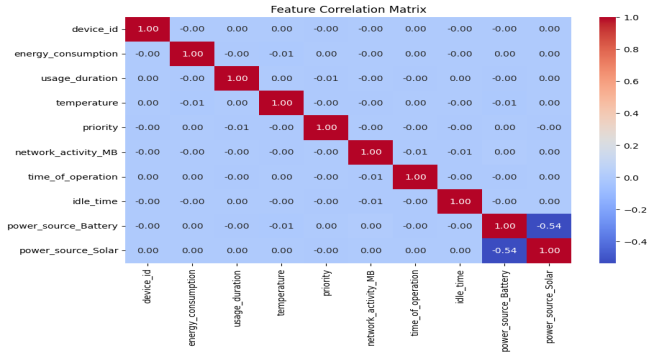 Feature Correlation Matrix
device_id 1.00 -0.00 0.00 0.00 0.00 -0.00 0.00 -0.00 -0.00 0.00
energy_consumption -0.00 1.00 -0.00 -0.01 -0.00 -0.00 0.00 0.00 -0.00 0.00
usage_duration 0.00 -0.00 1.00 0.00 -0.01 -0.00 -0.00 0.00 -0.00 0.00
temperature 0.00 -0.01 0.00 1.00 0.00 -0.00 0.00 0.00 -0.01 0.00
priority 0.00 -0.00 -0.01 0.00 1.00 -0.00 -0.00 -0.00 0.00 -0.00
network_activity_MB -0.00 -0.00 -0.00 -0.00 -0.00 1.00 -0.01 -0.01 0.00 0.00
time_of_operation 0.00 0.00 -0.00 0.00 -0.00 -0.01 1.00 0.00 -0.00 0.00
idle_time -0.00 0.00 0.00 0.00 -0.00 -0.01 0.00 1.00 -0.00 -0.00
power_source_Battery -0.00 -0.00 0.00 -0.01 0.00 0.00 -0.00 -0.00 1.00 -0.54
power_source_Solar 0.00 0.00 0.00 0.00 -0.00 0.00 0.00 -0.00 -0.54 1.00
device_id
energy_consumption
usage_duration
temperature
priority
network_activity_MB
time_of_operation
idle_time
power_source_Battery
power_source_Solar
1.0
0.8
0.6
0.4
0.2
0.0
−0.2
−0.4